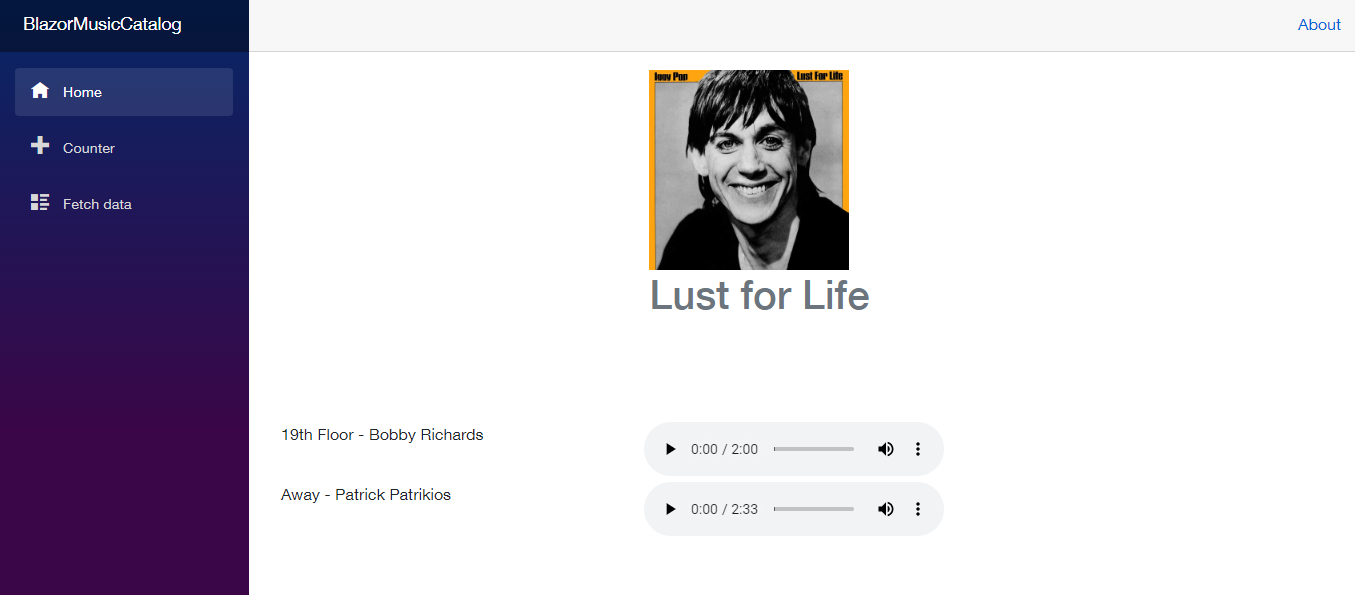 BlazorMusicCatalog
About
Home
Counter
Fetch data
Iggy Pop Lust For Life
Lust for Life
19th Floor - Bobby Richards
0:00 / 2:00
Away - Patrick Patrikios
0:00 / 2:33